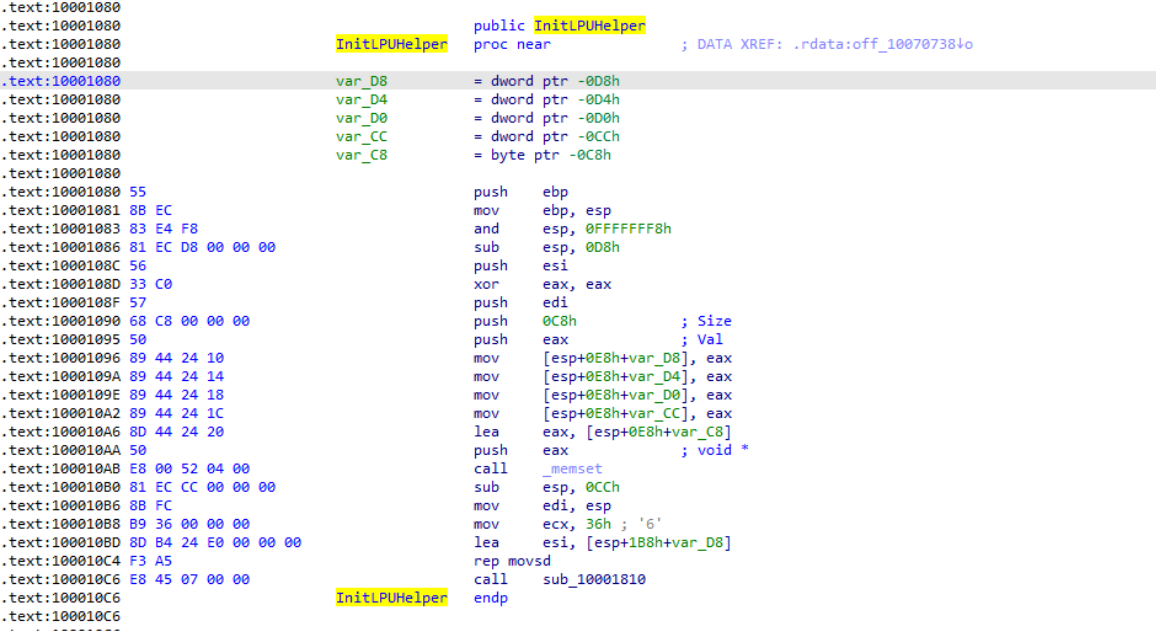 .text:10001080
.text:10001080 public InitLPUHelper
.text:10001080 InitLPUHelper proc near ; DATA XREF: .rdata:off_10070738↓o
.text:10001080
.text:10001080 var_D8 = dword ptr -0D8h
.text:10001080 var_D4 = dword ptr -0D4h
.text:10001080 var_D0 = dword ptr -0D0h
.text:10001080 var_CC = dword ptr -0CCh
.text:10001080 var_C8 = byte ptr -0C8h
.text:10001080
.text:10001080 55 push ebp
.text:10001081 8B EC mov ebp, esp
.text:10001083 83 E4 F8 and esp, 0FFFFFFF8h
.text:10001086 81 EC D8 00 00 00 sub esp, 0D8h
.text:1000108C 56 push esi
.text:1000108D 33 C0 xor eax, eax
.text:1000108F 57 push edi
.text:10001090 68 C8 00 00 00 push 0C8h ; Size
.text:10001095 50 push eax ; Val
.text:10001096 89 44 24 10 mov [esp+0E8h+var_D8], eax
.text:1000109A 89 44 24 14 mov [esp+0E8h+var_D4], eax
.text:1000109E 89 44 24 18 mov [esp+0E8h+var_D0], eax
.text:100010A2 89 44 24 1C mov [esp+0E8h+var_CC], eax
.text:100010A6 8D 44 24 20 lea eax, [esp+0E8h+var_C8]
.text:100010AA 50 push eax ; void *
.text:100010AB E8 00 52 04 00 call _memset
.text:100010B0 81 EC CC 00 00 00 sub esp, 0CCh
.text:100010B6 8B FC mov edi, esp
.text:100010B8 B9 36 00 00 00 mov ecx, 36h ; '6'
.text:100010BD 8D B4 24 E0 00 00 00 lea esi, [esp+1B8h+var_D8]
.text:100010C4 F3 A5 rep movsd
.text:100010C6 E8 45 07 00 00 call sub_10001810
.text:100010C6 InitLPUHelper endp
.text:100010C6